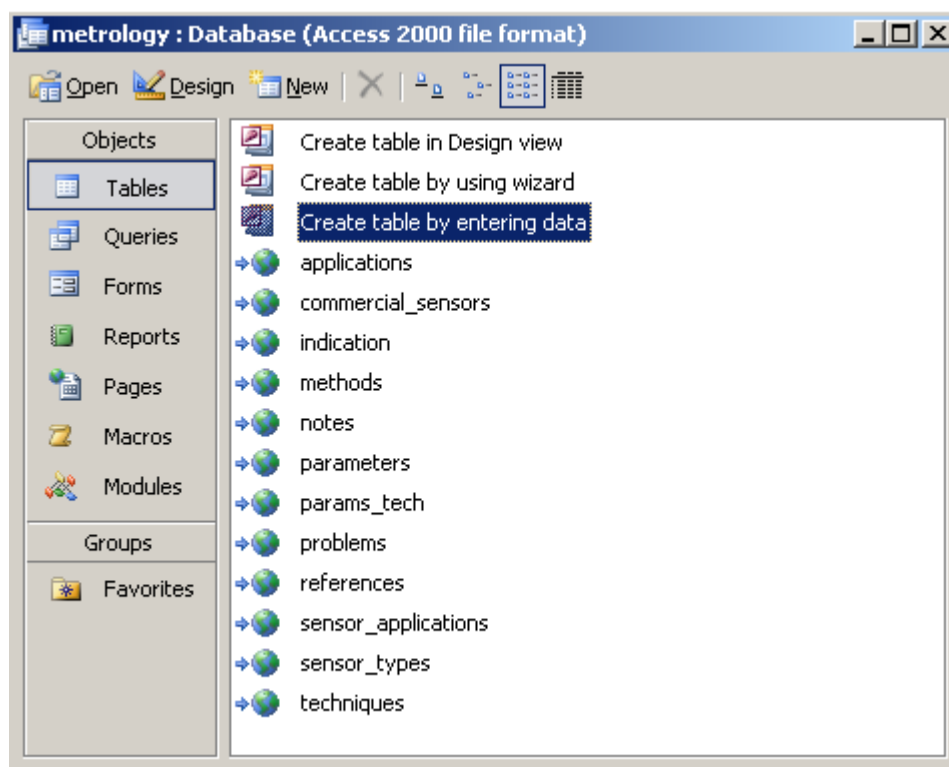 metrology : Database (Access 2000 file format)
Open Design New
Objects
Tables
Queries
Forms
Reports
Pages
Macros
Modules
Groups
Favorites
Create table in Design view
Create table by using wizard
Create table by entering data
applications
commercial_sensors
indication
methods
notes
parameters
params_tech
problems
references
sensor_applications
sensor_types
techniques